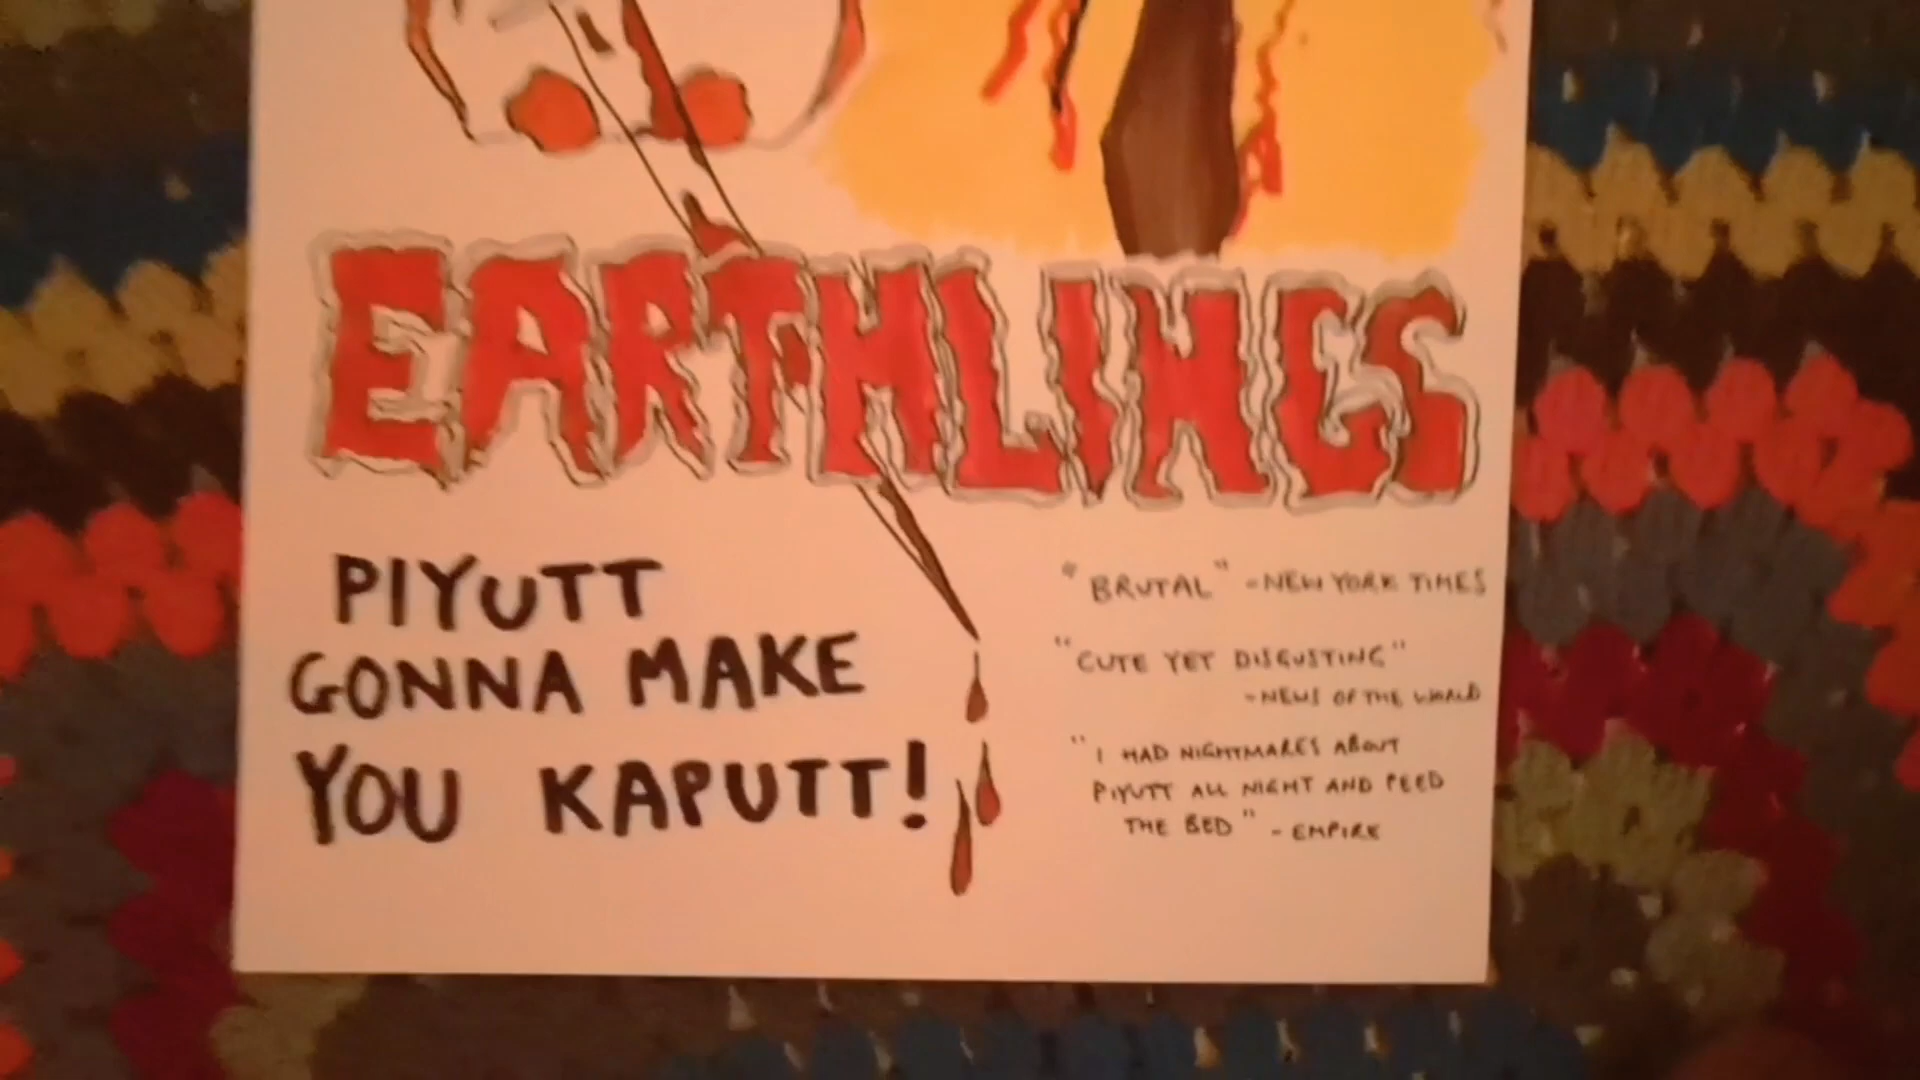 EARTHLINGS
PIYUTT
GONNA MAKE
YOU KAPUTT!
"BRUTAL" -NEW YORK TIMES
"CUTE YET DISGUSTING"
-NEWS OF THE WORLD
"I HAD NIGHTMARES ABOUT
PIYUTT ALL NIGHT AND PEED
THE BED" - EMPIRE